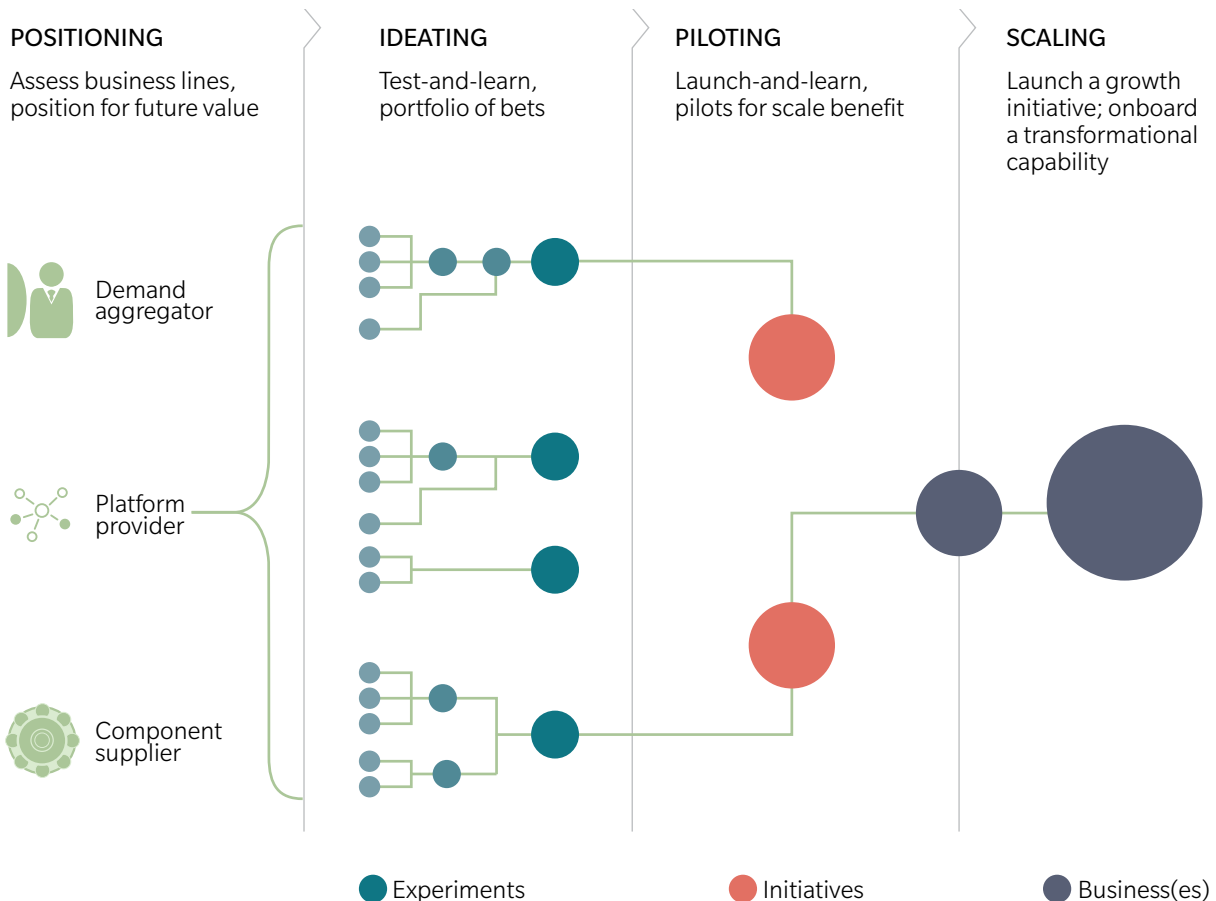 POSITIONING
Assess business lines,
position for future value
IDEATING
Test-and-learn,
portfolio of bets
PILOTING
Launch-and-learn,
pilots for scale benefit
SCALING
Launch a growth
initiative; onboard
a transformational
capability
Demand
aggregator
Platform
provider
Component
supplier
Experiments
Initiatives
Business(es)